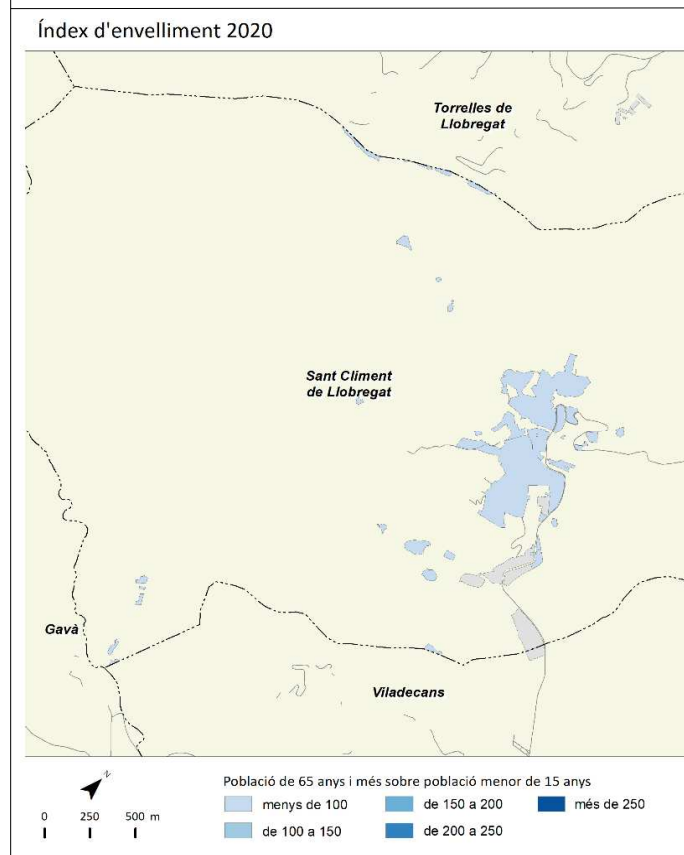 Índex d'envelliment 2020
Torrelles de
Llobregat
Sant Climent
de Llobregat
Gavà
Viladecans
N
0 250 500 m
Població de 65 anys i més sobre població menor de 15 anys
menys de 100
de 150 a 200
més de 250
de 100 a 150
de 200 a 250